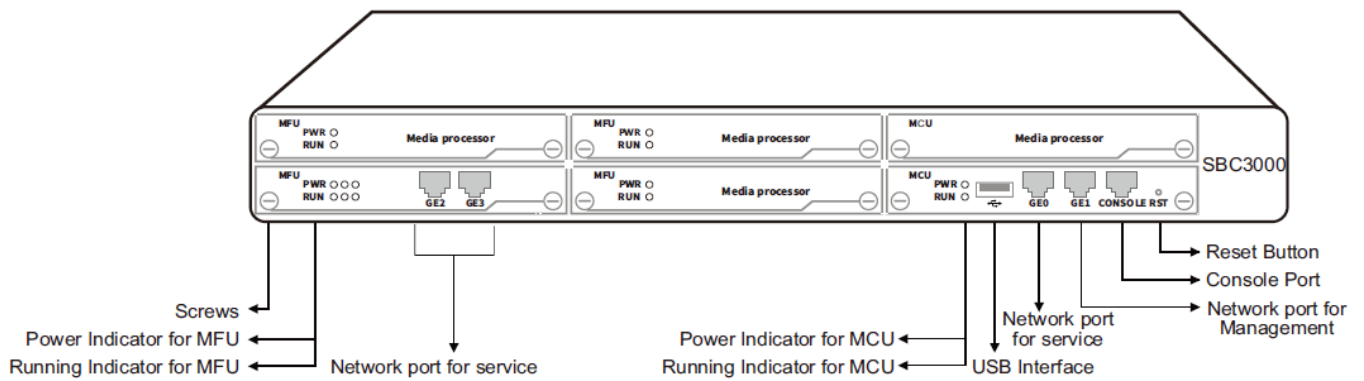 MFU
PWR
RUN
Media processor
MFU
PWR
RUN
Media processor
MCU
Media processor
SBC3000
MFU
PWR
RUN
GE2
GE3
MFU
PWR
RUN
Media processor
MCU
PWR
RUN
GE0
GE1
CONSOLE
RST
Reset Button
Console Port
Network port for
Management
Screws
Power Indicator for MFU
Running Indicator for MFU
Network port for service
Power Indicator for MCU
Running Indicator for MCU
Network port
for service
USB Interface